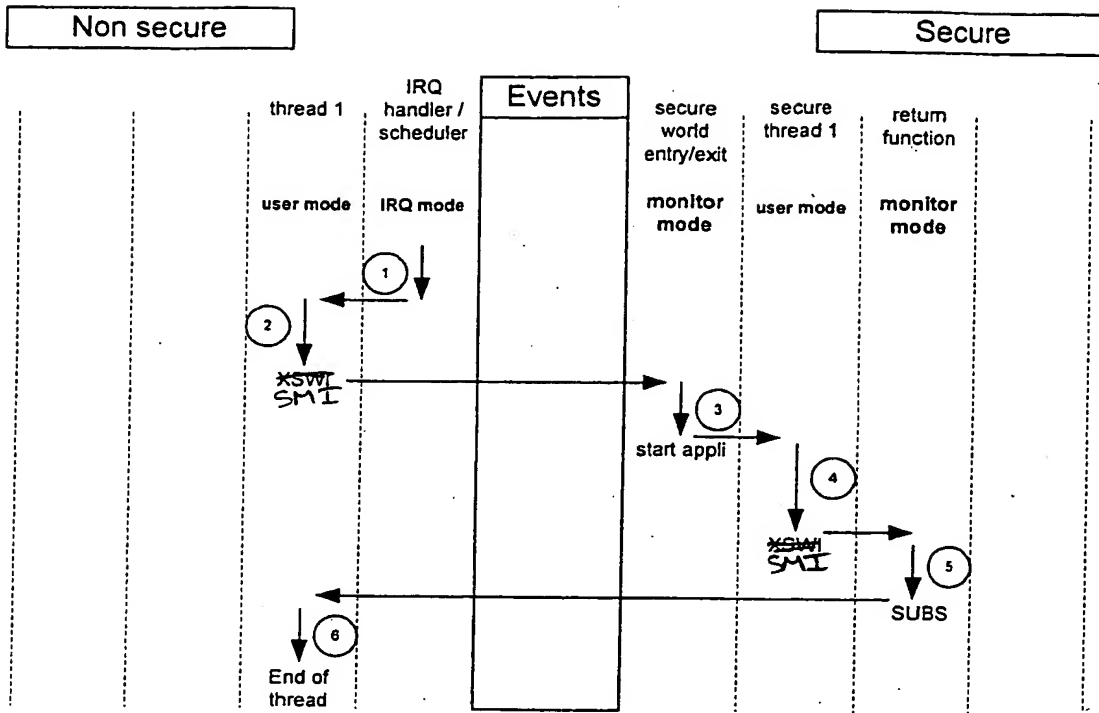 Non secure
Secure
thread 1
IRQ
handler /
scheduler
Events
secure
world
entry/exit
secure
thread 1
return
function
user mode
IRQ mode
monitor
mode
user mode
monitor
mode
1
2
XSWI
SMI
3
start appli
4
XSWI
SMI
5
SUBS
6
End of
thread